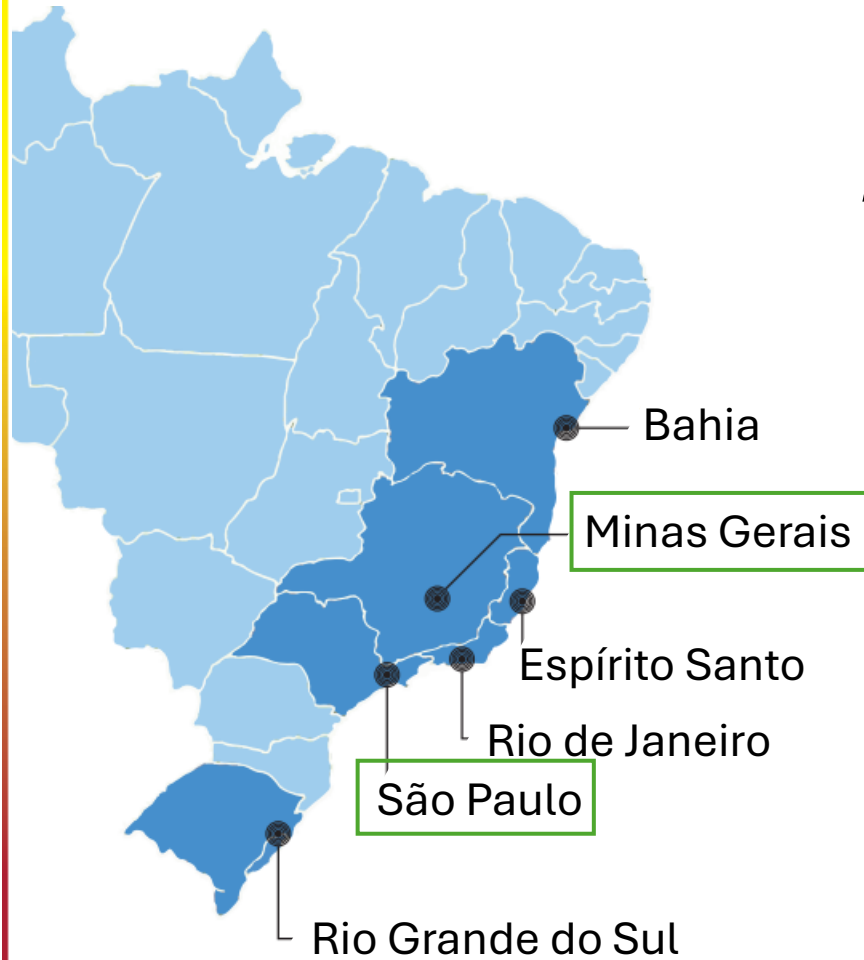 Bahia
Minas Gerais
Espírito Santo
Rio de Janeiro
São Paulo
Rio Grande do Sul